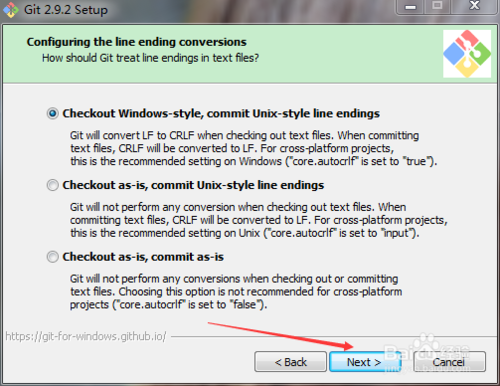 Git 2.9.2 Setup
Configuring the line ending conversions
How should Git treat line endings in text files?
Checkout Windows-style, commit Unix-style line endings
Git will convert LF to CRLF when checking out text files. When committing
text files, CRLF will be converted to LF. For cross-platform projects,
this is the recommended setting on Windows ("core.autocrlf" is set to "true").
Checkout as-is, commit Unix-style line endings
Git will not perform any conversion when checking out text files. When
committing text files, CRLF will be converted to LF. For cross-platform projects,
this is the recommended setting on Unix ("core.autocrlf" is set to "input").
Checkout as-is, commit as-is
Git will not perform any conversions when checking out or committing
text files. Choosing this option is not recommended for cross-platform
projects ("core.autocrlf" is set to "false").
https://git-for-windows.github.io/
< Back
Next >
Cancel